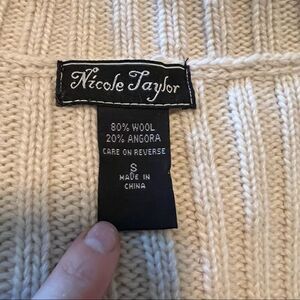 Nicole Taylor
80% WOOL
20% ANGORA
CARE ON REVERSE
S
MADE IN
CHINA